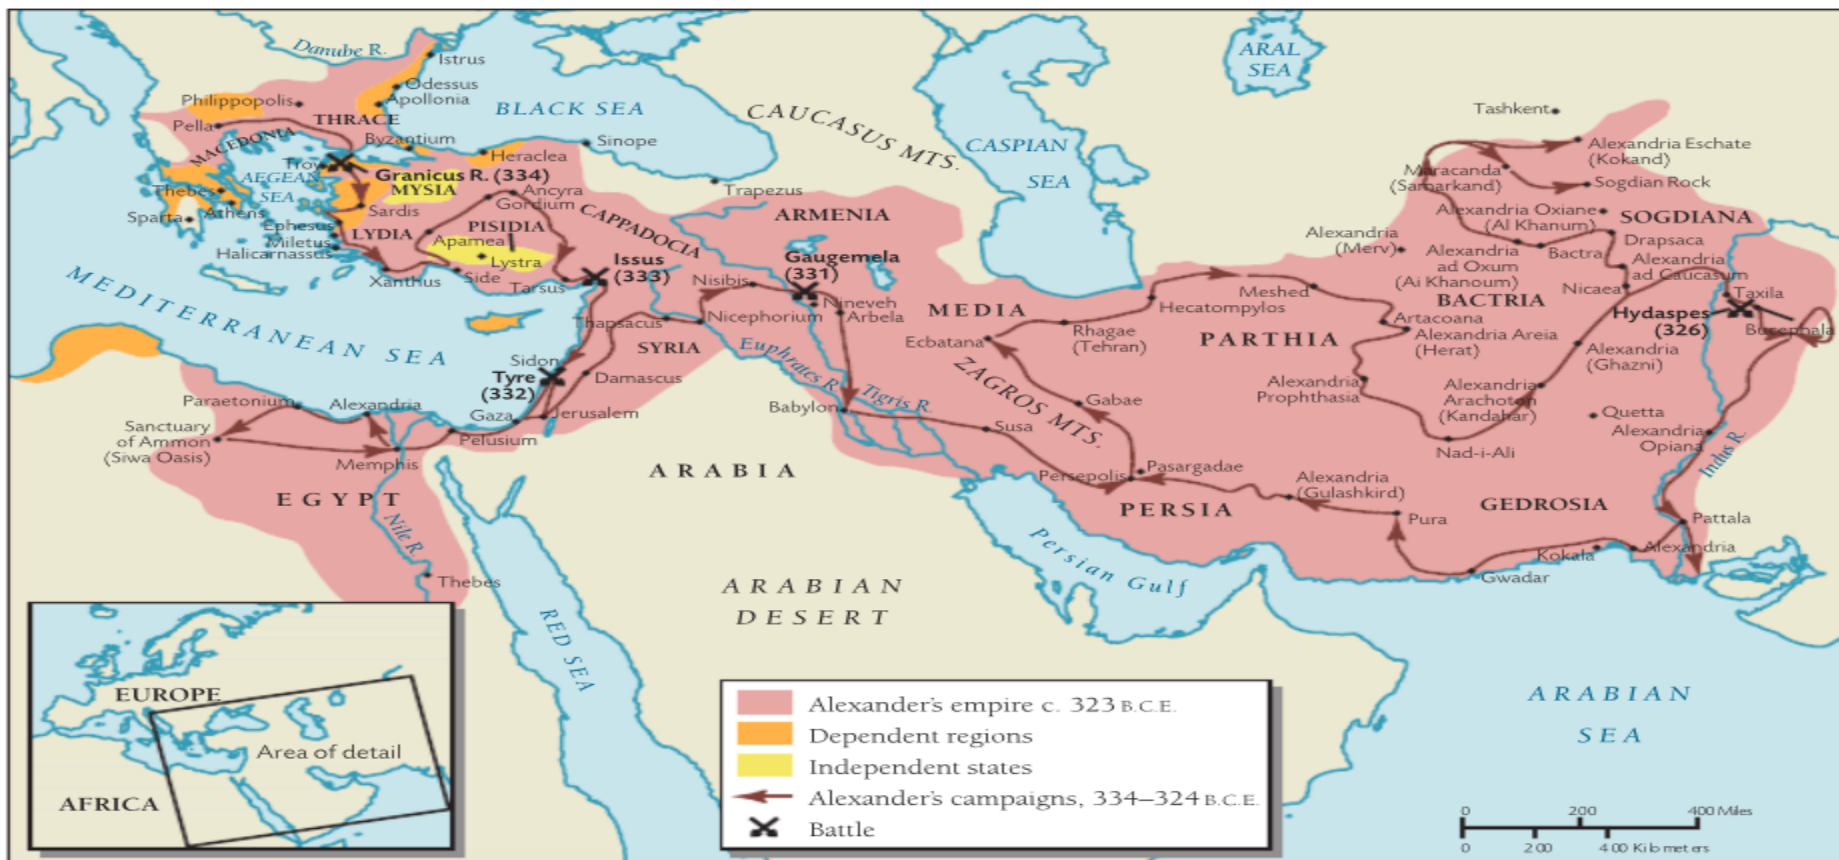 Danube R.
Istrus
Odessus
Apollonia
Philippopolis
THRACE
Pella
MACEDONIA
Byzantium
BLACK SEA
Sinope
Heraclea
Troy
Granicus R. (334)
AEGEAN
SEA
MYSIA
Thebes
Athens
Sparta
Sardis
Ancyra
Gordium
CAPPADOCIA
Trapezus
CAUCASUS MTS.
CASPIAN
SEA
ARAL
SEA
Tashkent
Alexandria Eschate
(Kokand)
Maracanda
(Samarkand)
Sogdian Rock
Alexandria Oxiane
(Al Khanum)
SOGDIANA
Ephesus
Miletus
Halicarnassus
LYDIA
PISIDIA
Apamea
Lystra
Xanthus
Side
Tarsus
Issus
(333)
ARMENIA
Gaugemela
(331)
Nisibis
Nineveh
Arbela
Thapsacus
Nicephorium
SYRIA
MEDIA
Ecbatana
Rhagae
(Tehran)
Hecatompylos
Meshed
PARTHIA
Alexandria
(Merv)
Alexandria
ad Oxum
(Ai Khanoum)
Bactra
Drapsaca
Alexandria
ad Caucasum
Nicaea
BACTRIA
Taxila
Hydaspes
(326)
Bucephala
Artacoana
Alexandria Areia
(Herat)
Alexandria
(Ghazni)
Alexandria
Prophthasia
Alexandria
Arachoton
(Kandahar)
Quetta
Alexandria
Opiana
Nad-i-Ali
Indus R.
MEDITERRANEAN SEA
Sidon
Tyre
(332)
Damascus
Euphrates R.
Tigris R.
ZAGROS MTS.
Babylon
Susa
Gabae
Paraetonium
Alexandria
Gaza
Jerusalem
Pelusium
Sanctuary
of Ammon
(Siwa Oasis)
Memphis
EGYPT
Nile R.
Thebes
ARABIA
Persepolis
Pasargadae
PERSIA
Alexandria
(Gulashkird)
Pura
GEDROSIA
Pattala
Kokala
Alexandria
Gwadar
Persian Gulf
ARABIAN
DESERT
RED SEA
ARABIAN
SEA
EUROPE
Area of detail
AFRICA
Alexander's empire c. 323 B.C.E.
Dependent regions
Independent states
Alexander's campaigns, 334–324 B.C.E.
Battle
0 200 400 Miles
0 200 400 Kilometers